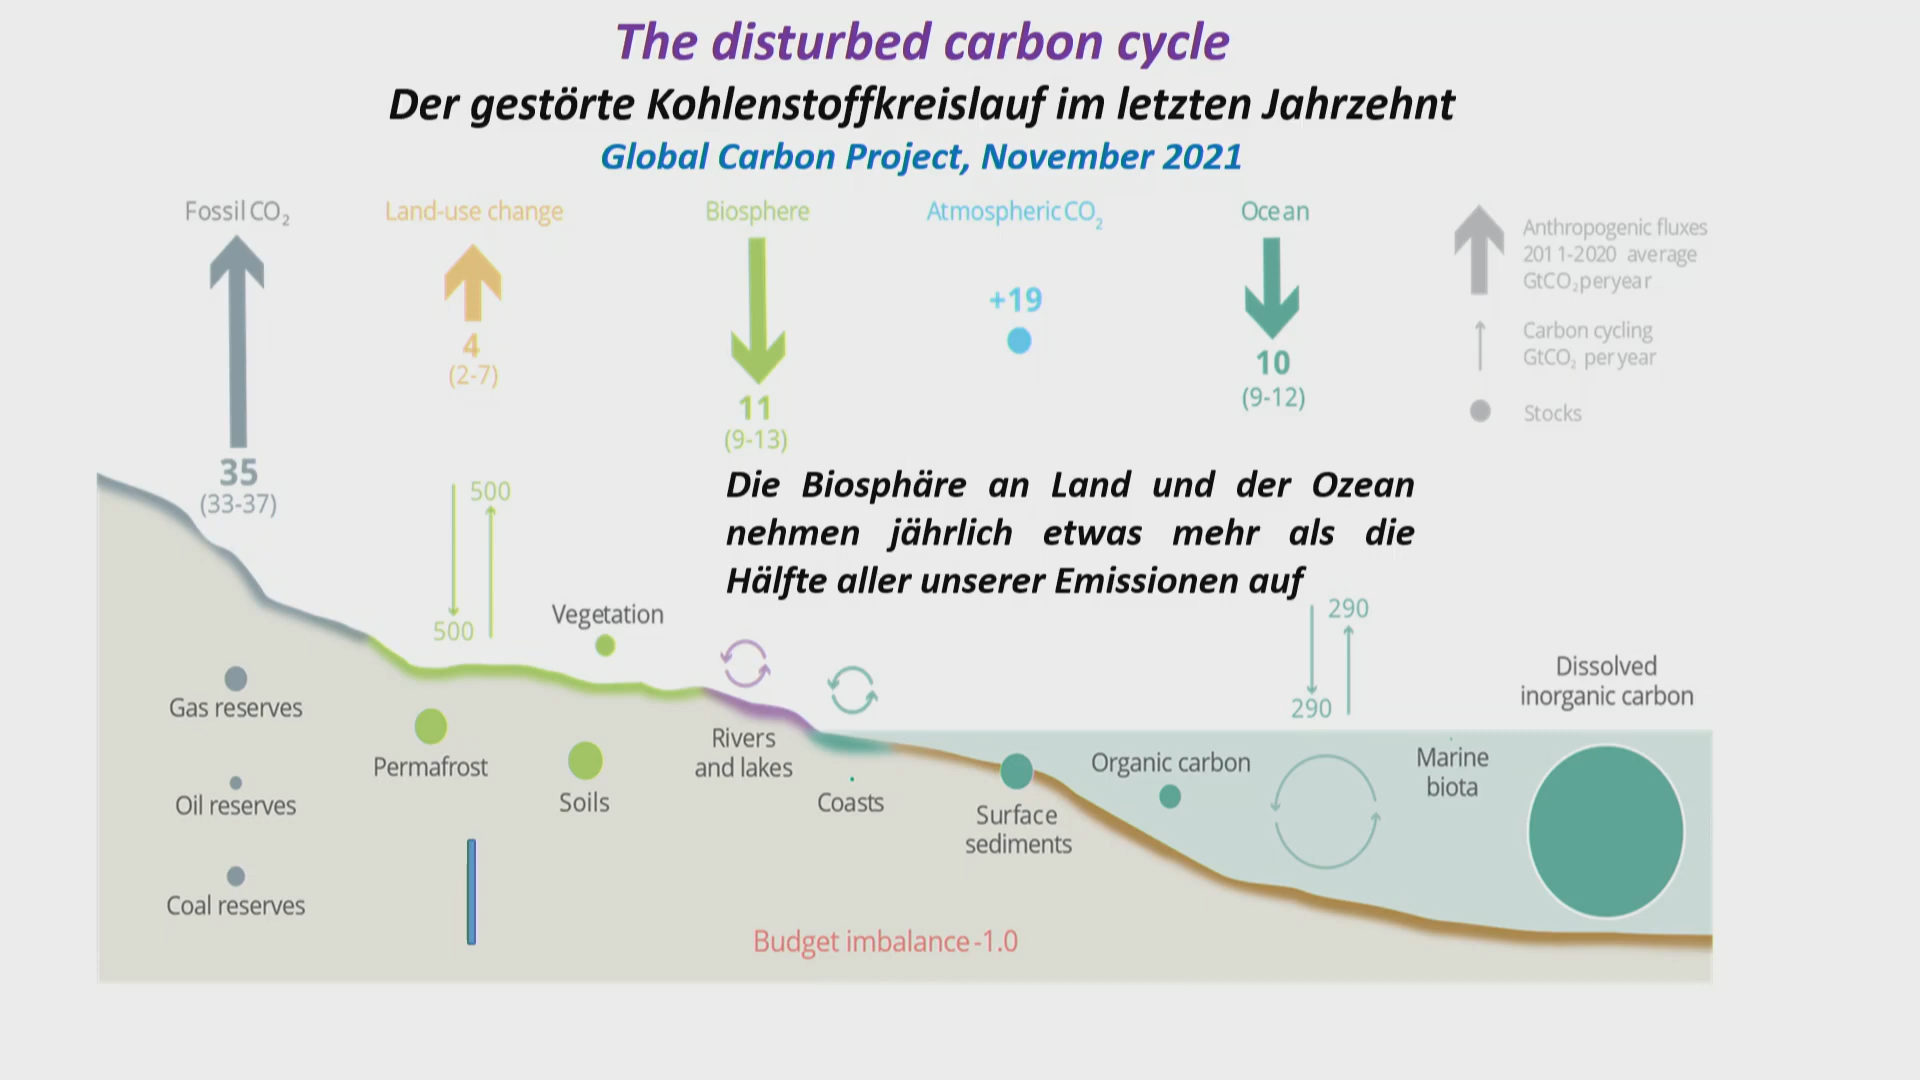 The disturbed carbon cycle
Der gestörte Kohlenstoffkreislauf im letzten Jahrzehnt
Global Carbon Project, November 2021
Fossil CO₂
Land-use change
Biosphere
Atmospheric CO₂
Ocean
Anthropogenic fluxes
2011-2020 average
GtCO₂ per year
+19
Carbon cycling
GtCO₂ per year
4
(2-7)
10
(9-12)
11
(9-13)
Stocks
35
(33-37)
500
500
Die Biosphäre an Land und der Ozean
nehmen jährlich etwas mehr als die
Hälfte aller unserer Emissionen auf
290
290
Vegetation
Dissolved
inorganic carbon
Gas reserves
Permafrost
Soils
Rivers
and lakes
Coasts
Surface
sediments
Organic carbon
Marine
biota
Oil reserves
Coal reserves
Budget imbalance -1.0